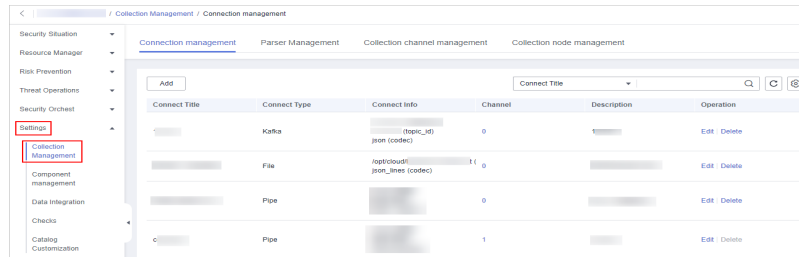 / Collection Management / Connection management
Security Situation
Resource Manager
Risk Prevention
Threat Operations
Security Orchest
Settings
Collection
Management
Component
management
Data Integration
Checks
Catalog
Customization
Connection management Parser Management Collection channel management Collection node management
Add
Connect Title
Connect Title Connect Type Connect Info Channel Description Operation
Kafka (topic_id) 0 Edit Delete
json (codec)
File /opt/cloud/ t ( 0 Edit Delete
json_lines (codec)
Pipe 0 Edit Delete
Pipe 1 Edit Delete